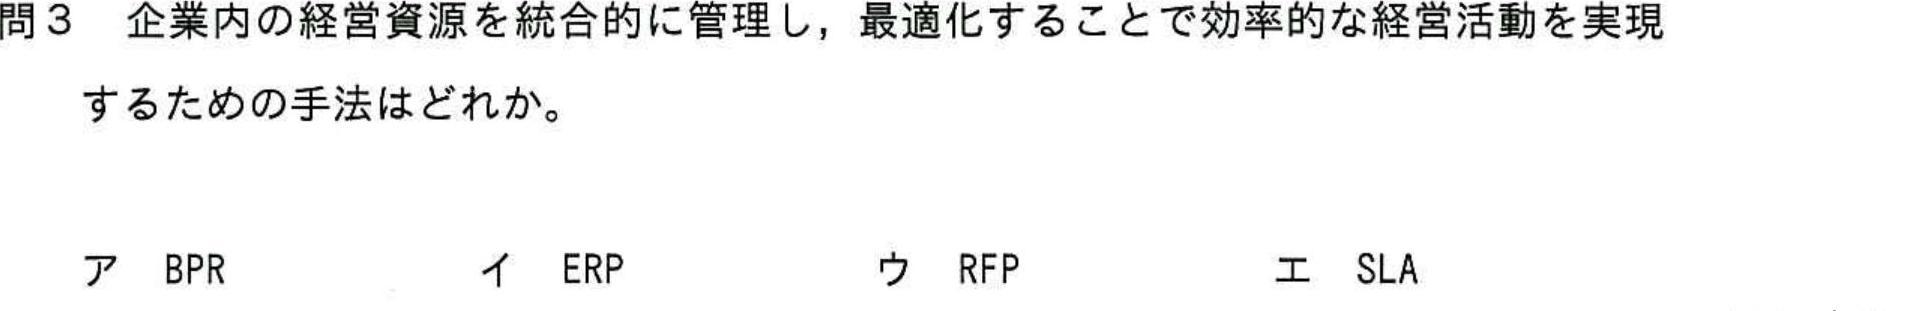 問3 企業内の経営資源を統合的に管理し，最適化することで効率的な経営活動を実現
するための手法はどれか。
ア BPR イ ERP ウ RFP エ SLA